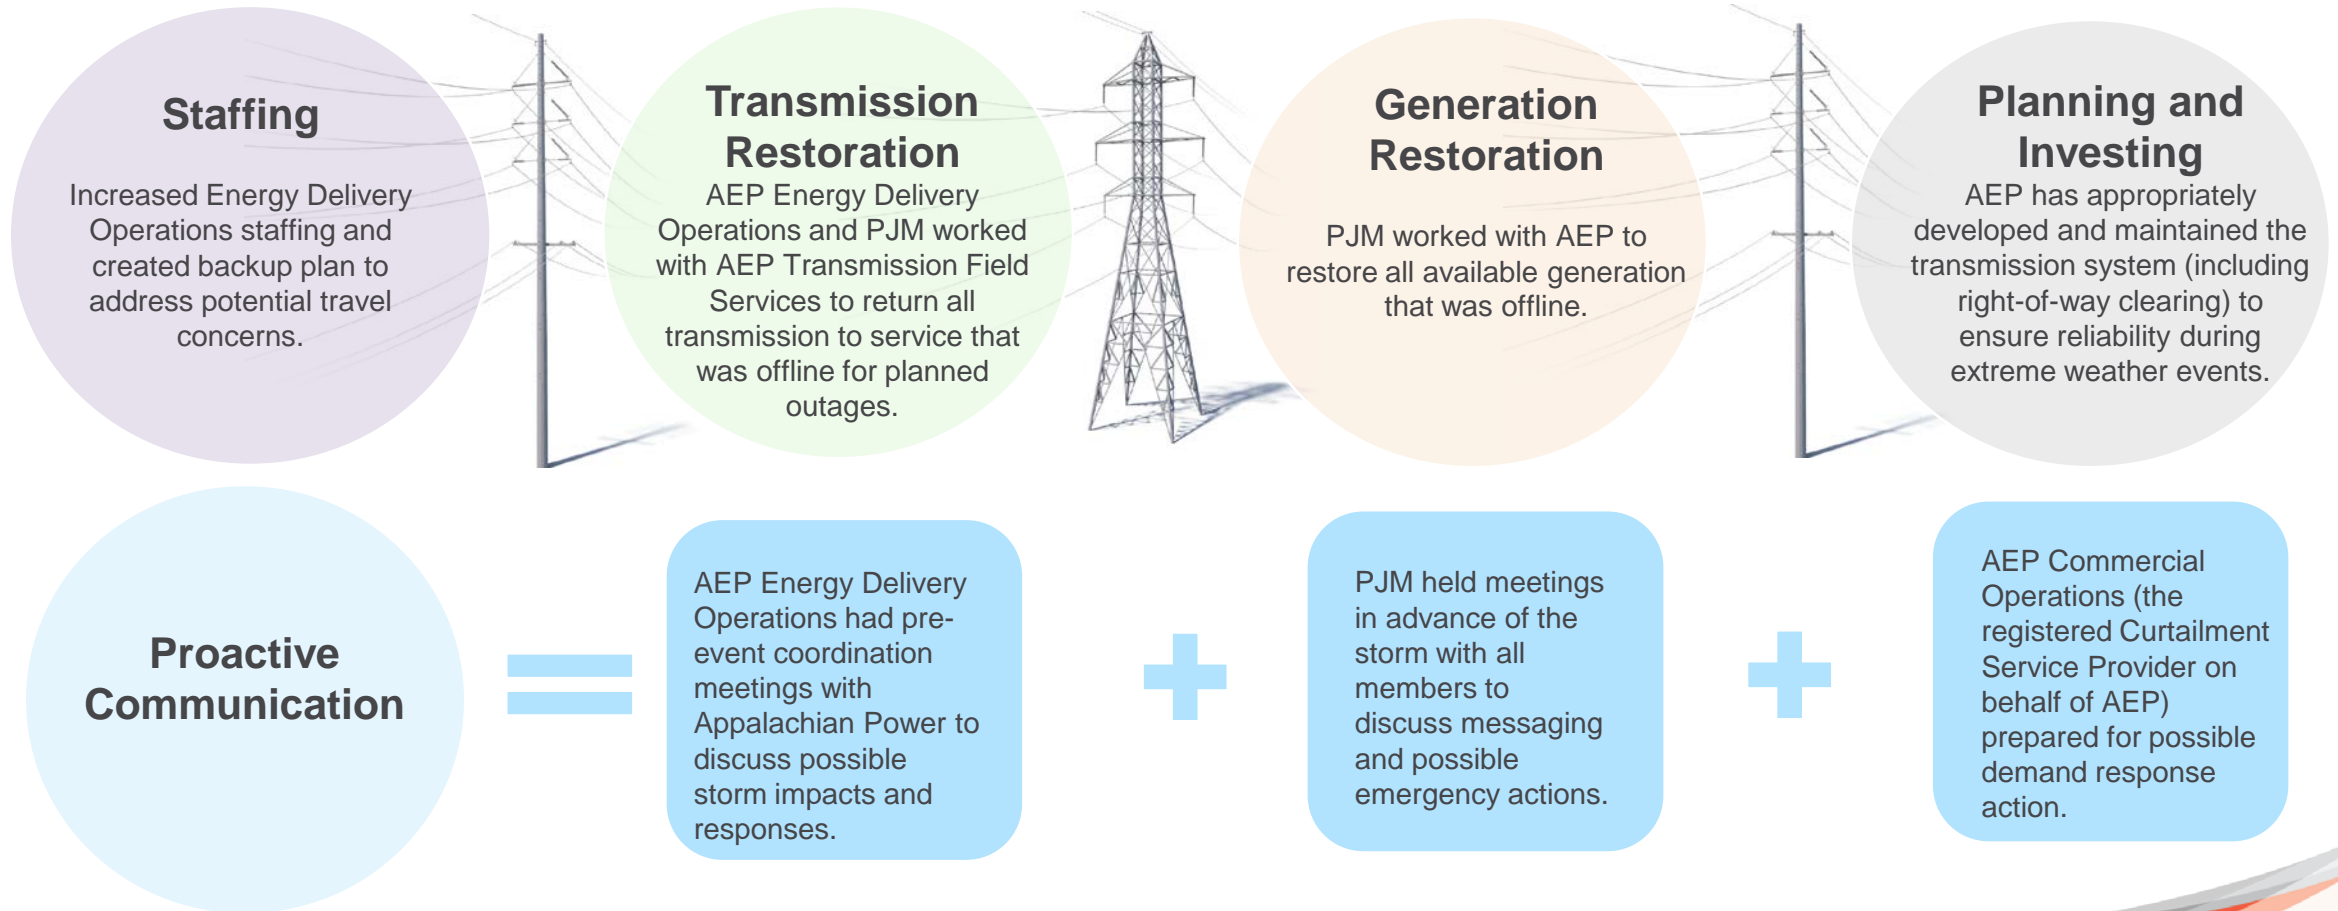 Staffing
Increased Energy Delivery
Operations staffing and
created backup plan to
address potential travel
concerns.
Transmission
Restoration
AEP Energy Delivery
Operations and PJM worked
with AEP Transmission Field
Services to return all
transmission to service that
was offline for planned
outages.
Generation
Restoration
PJM worked with AEP to
restore all available generation
that was offline.
Planning and
Investing
AEP has appropriately
developed and maintained the
transmission system (including
right-of-way clearing) to
ensure reliability during
extreme weather events.
Proactive
Communication
AEP Energy Delivery
Operations had pre-
event coordination
meetings with
Appalachian Power to
discuss possible
storm impacts and
responses.
PJM held meetings
in advance of the
storm with all
members to
discuss messaging
and possible
emergency actions.
AEP Commercial
Operations (the
registered Curtailment
Service Provider on
behalf of AEP)
prepared for possible
demand response
action.